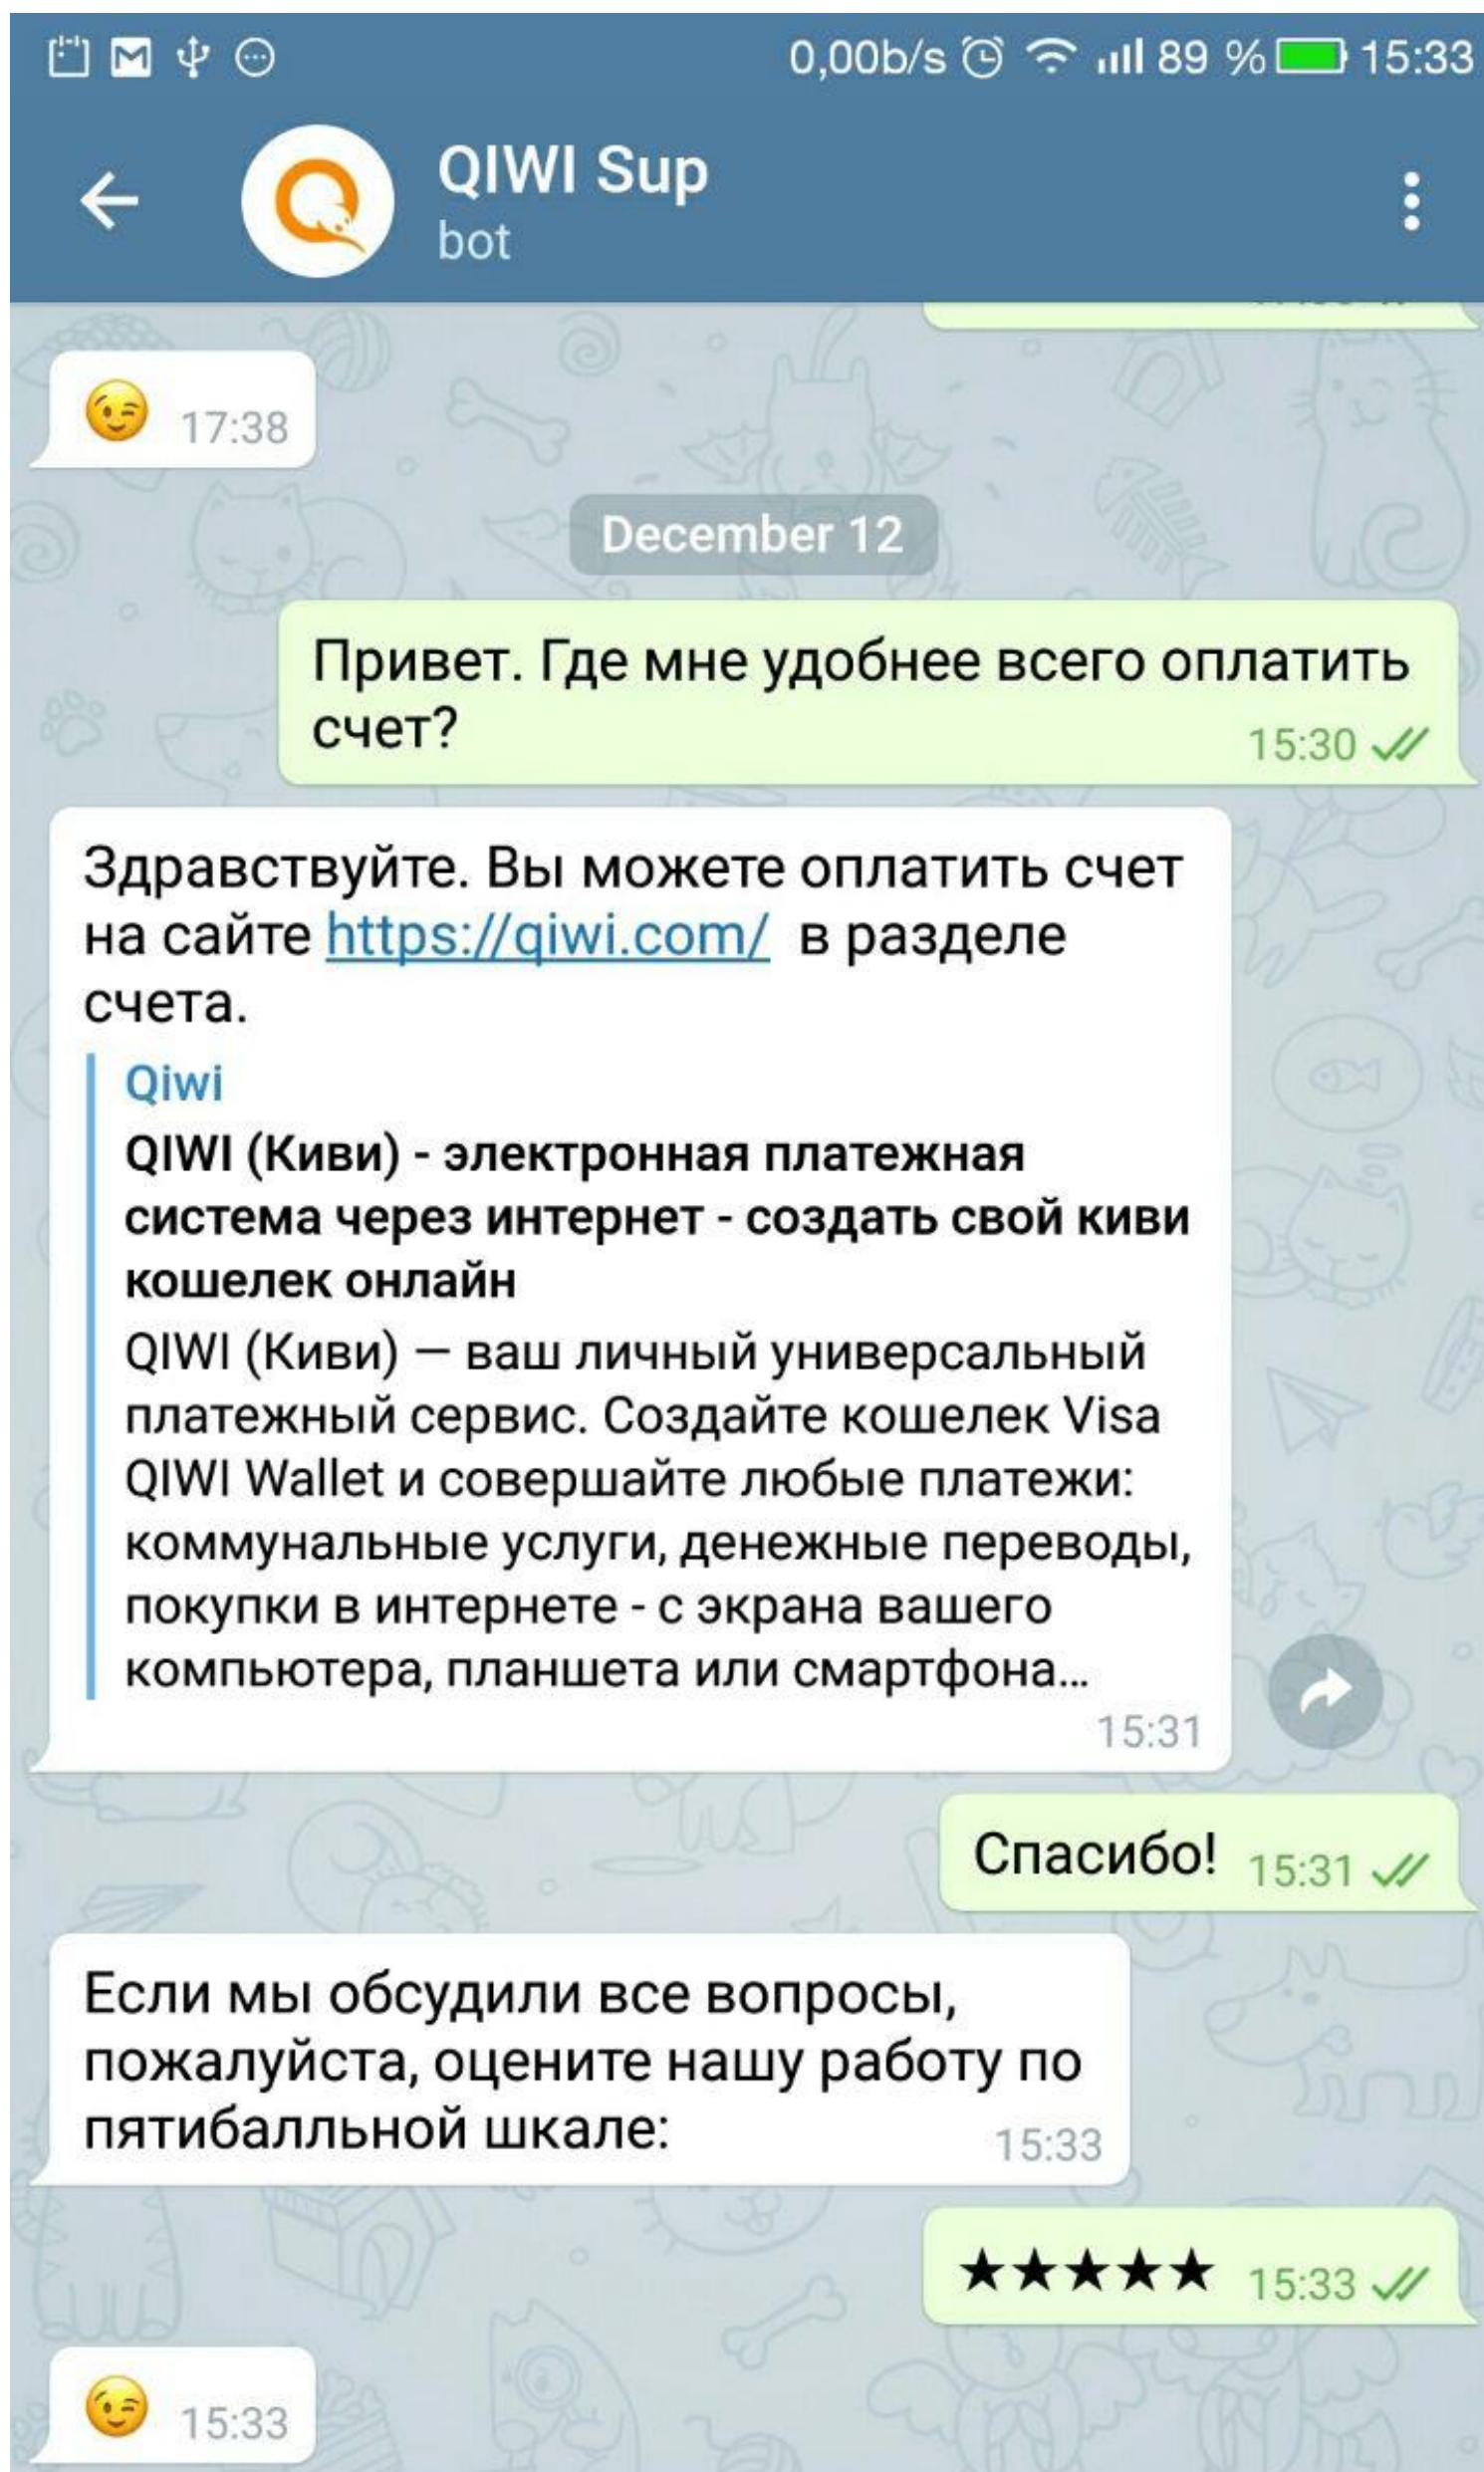 0,00b/s 89 % 15:33
QIWI Sup
bot
😉 17:38
December 12
Привет. Где мне удобнее всего оплатить
счет? 15:30
Здравствуйте. Вы можете оплатить счет
на сайте https://qiwi.com/ в разделе
счета.
Qiwi
QIWI (Киви) - электронная платежная
система через интернет - создать свой киви
кошелек онлайн
QIWI (Киви) — ваш личный универсальный
платежный сервис. Создайте кошелек Visa
QIWI Wallet и совершайте любые платежи:
коммунальные услуги, денежные переводы,
покупки в интернете - с экрана вашего
компьютера, планшета или смартфона...
15:31
Спасибо! 15:31
Если мы обсудили все вопросы,
пожалуйста, оцените нашу работу по
пятибалльной шкале: 15:33
★★★★★ 15:33
😉 15:33